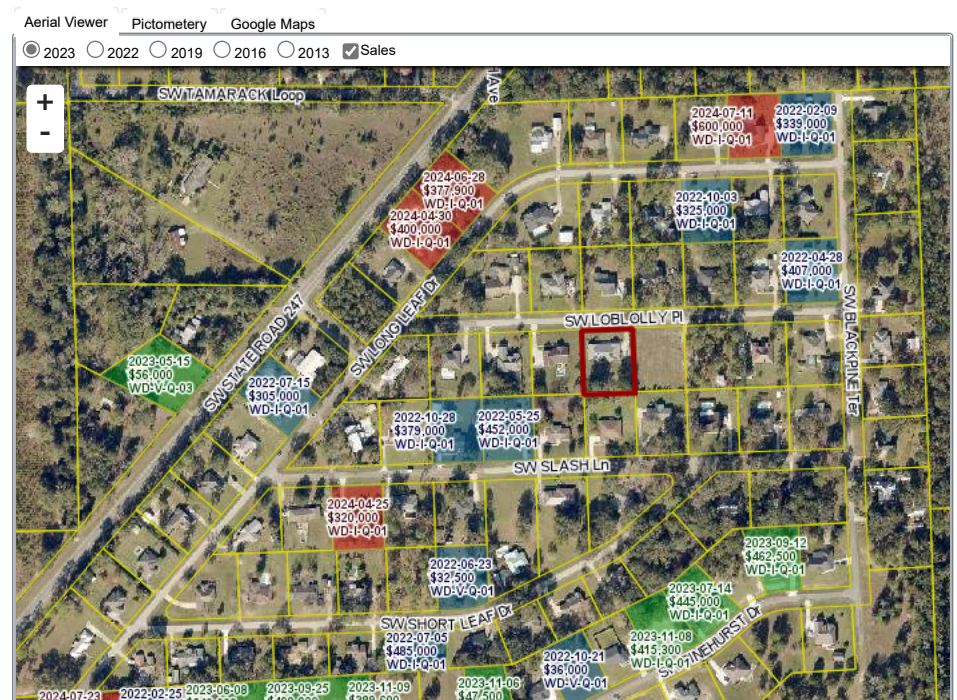 Aerial Viewer
Pictometery
Google Maps
2023
2022
2019
2016
2013
Sales
+
-
SW TAMARACK Loop
Ave
2024-07-11
$600,000
WD-I-Q-01
2022-02-09
$339,000
WD-I-Q-01
2024-06-28
$377,900
WD-I-Q-01
2024-04-30
$400,000
WD-I-Q-01
2022-10-03
$325,000
WD-I-Q-01
2022-04-28
$407,000
WD-I-Q-01
SW LONG LEAF Dr
SW STATE ROAD 247
SW LOBLOLLY Pl
SW BLACKPINE Ter
2023-05-15
$56,000
WD-V-Q-03
2022-07-15
$305,000
WD-I-Q-01
2022-10-28
$379,000
WD-I-Q-01
2022-05-25
$452,000
WD-I-Q-01
SW SLASH Ln
2024-04-25
$320,000
WD-I-Q-01
2022-06-23
$32,500
WD-V-Q-01
2023-09-12
$462,500
WD-I-Q-01
2023-07-14
$445,000
WD-I-Q-01
SW SHORT LEAF Dr
2022-07-05
$485,000
WD-I-Q-01
2023-11-08
$415,300
WD-I-Q-01
PINEHURST Dr
2022-10-21
$36,000
WD-V-Q-01
2024-07-23
2022-02-25
2023-06-08
2023-09-25
2023-11-09
2023-11-06
$47,500